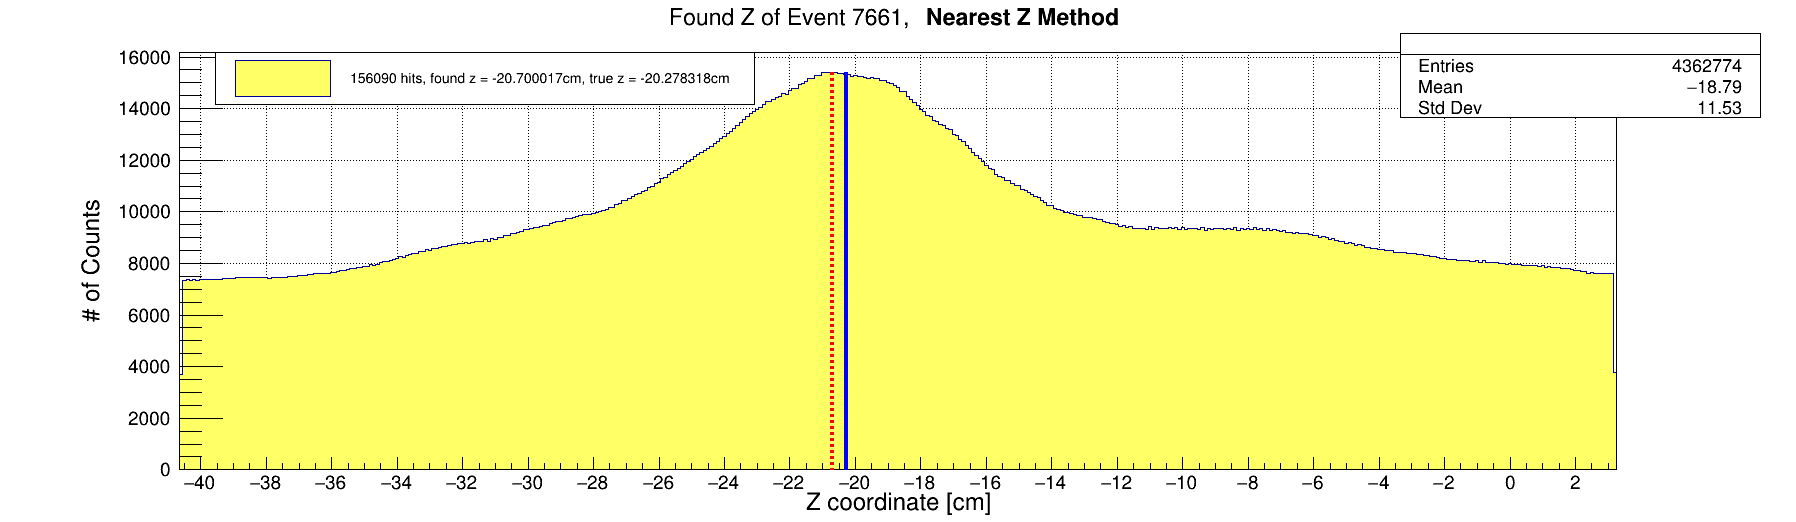 Found Z of Event 7661, Nearest Z Method
156090 hits, found z = -20.700017cm, true z = -20.278318cm
Entries 4362774
Mean −18.79
Std Dev 11.53
# of Counts
16000
14000
12000
10000
8000
6000
4000
2000
0
−40 −38 −36 −34 −32 −30 −28 −26 −24 −22 −20 −18 −16 −14 −12 −10 −8 −6 −4 −2 0 2
Z coordinate [cm]